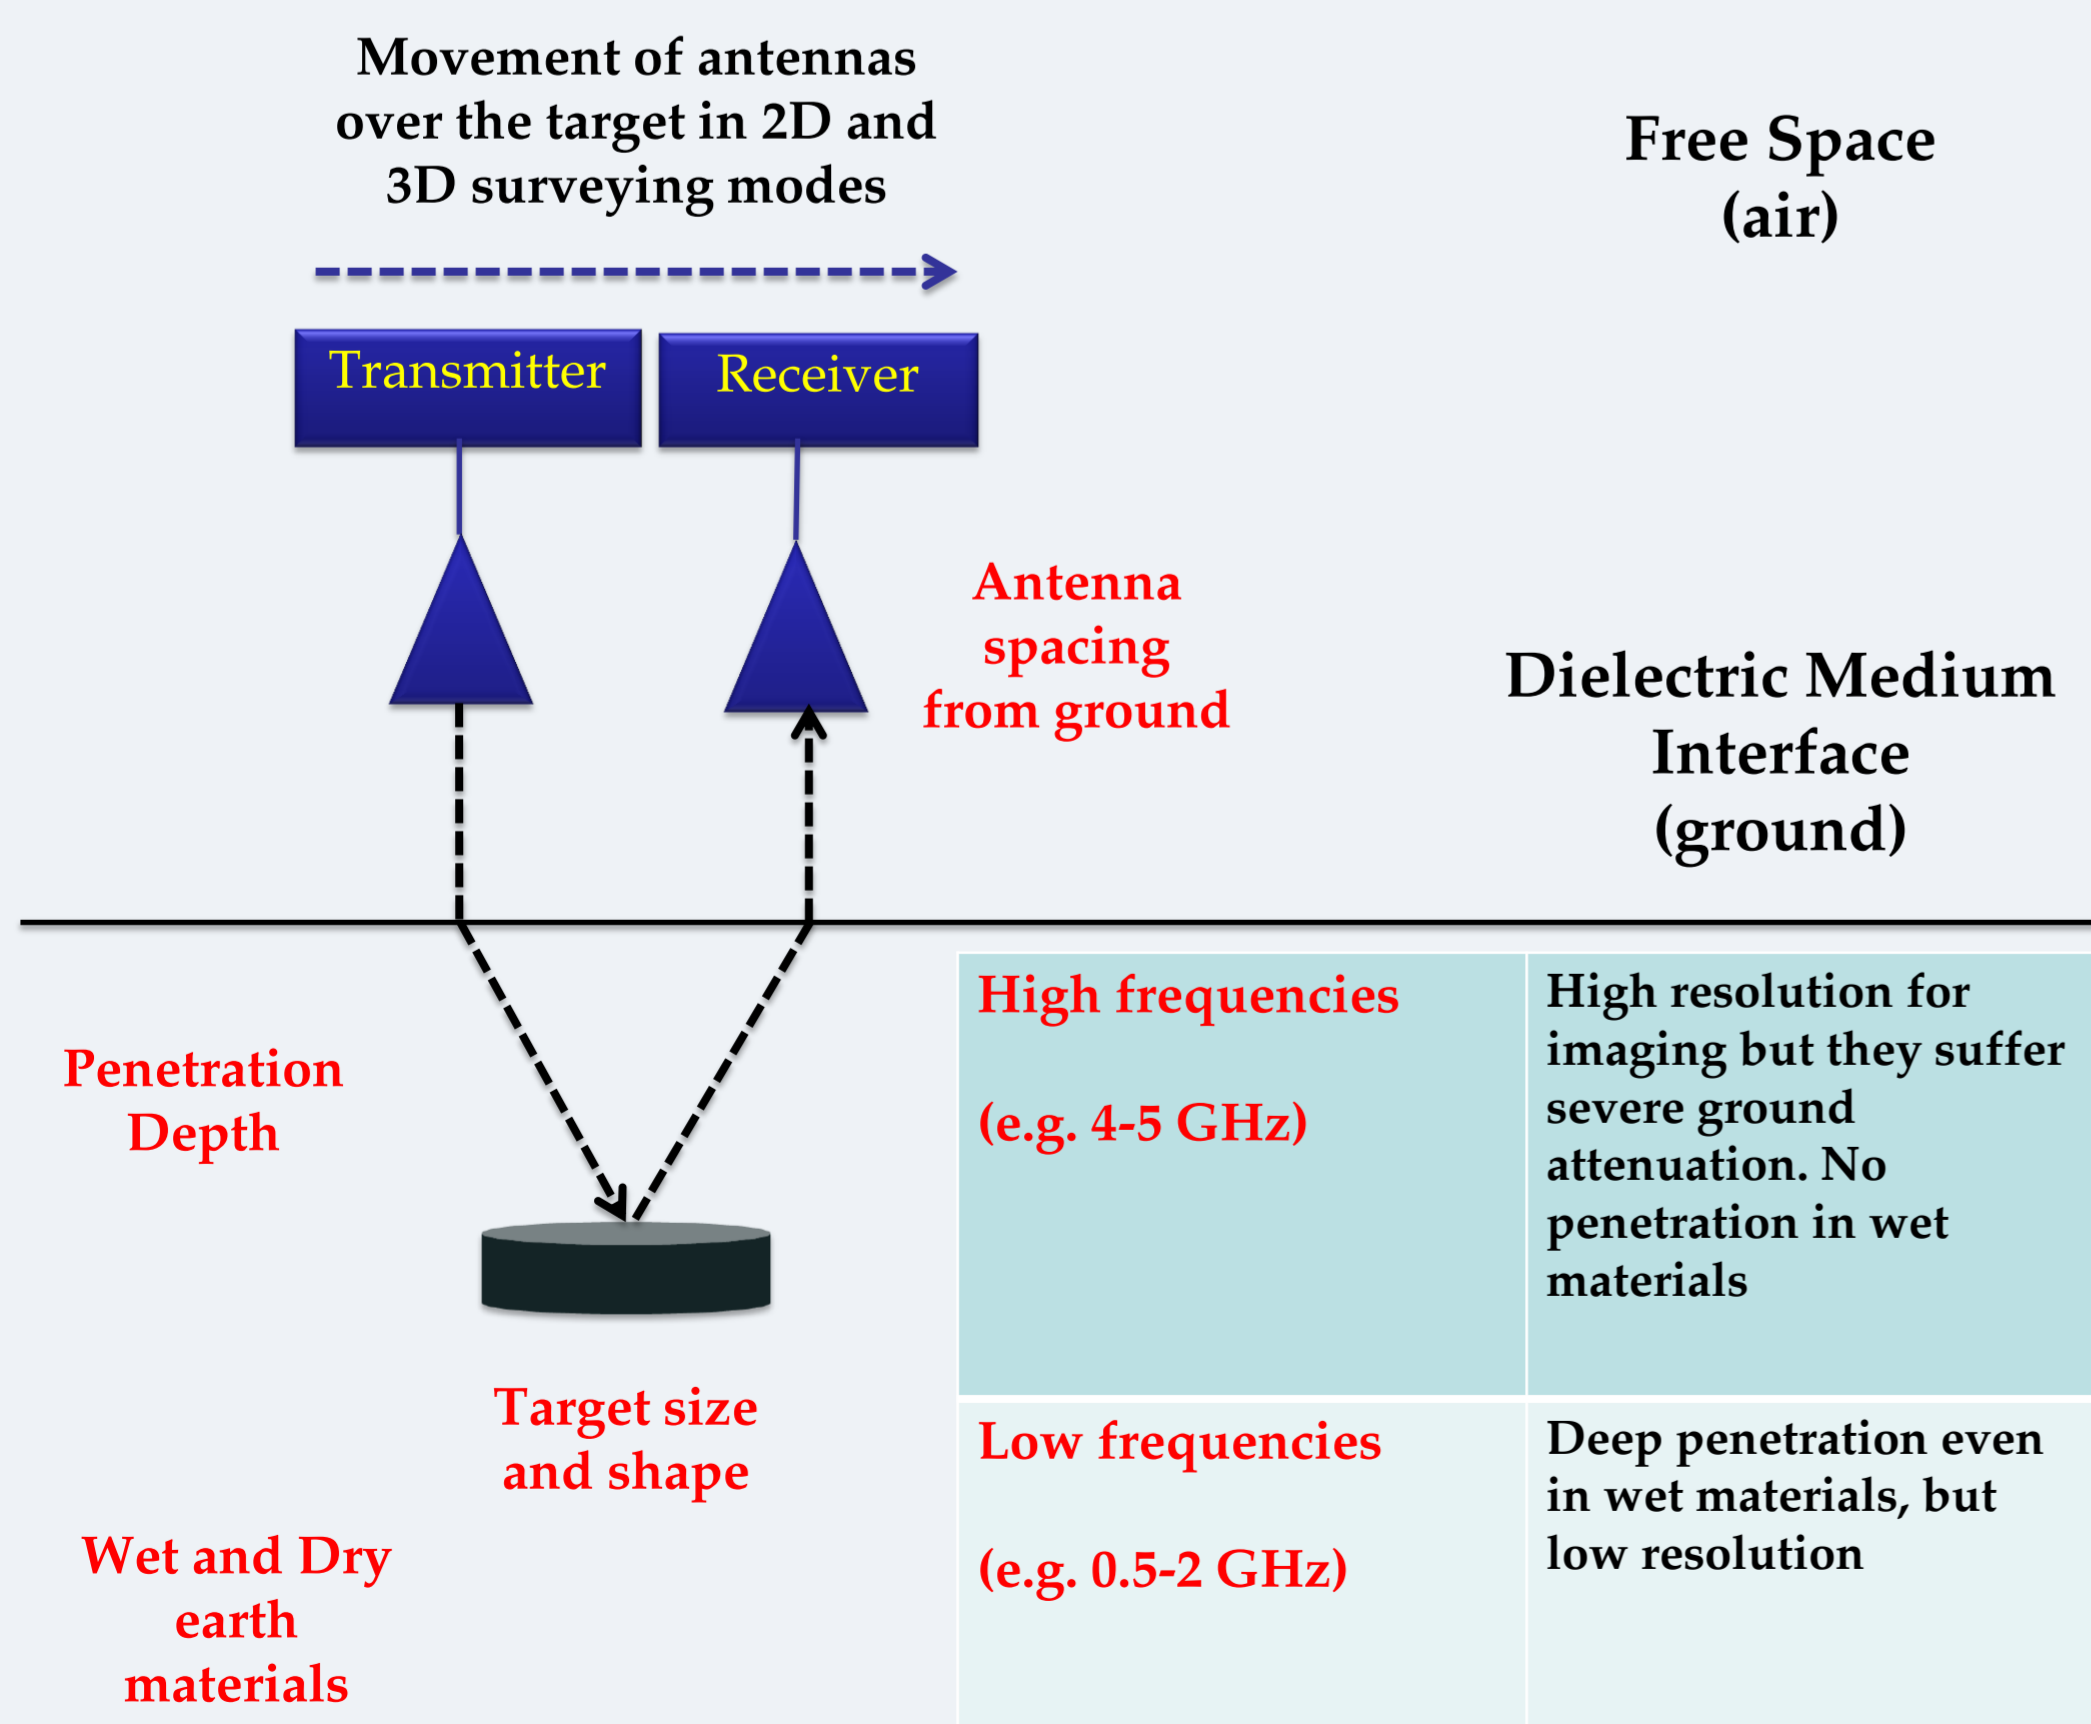 Movement of antennas
over the target in 2D and
3D surveying modes
Free Space
(air)
Transmitter
Receiver
Antenna
spacing
from ground
Dielectric Medium
Interface
(ground)
Penetration
Depth
Target size
and shape
Wet and Dry
earth
materials
High frequencies
(e.g. 4-5 GHz)
High resolution for
imaging but they suffer
severe ground
attenuation. No
penetration in wet
materials
Low frequencies
(e.g. 0.5-2 GHz)
Deep penetration even
in wet materials, but
low resolution